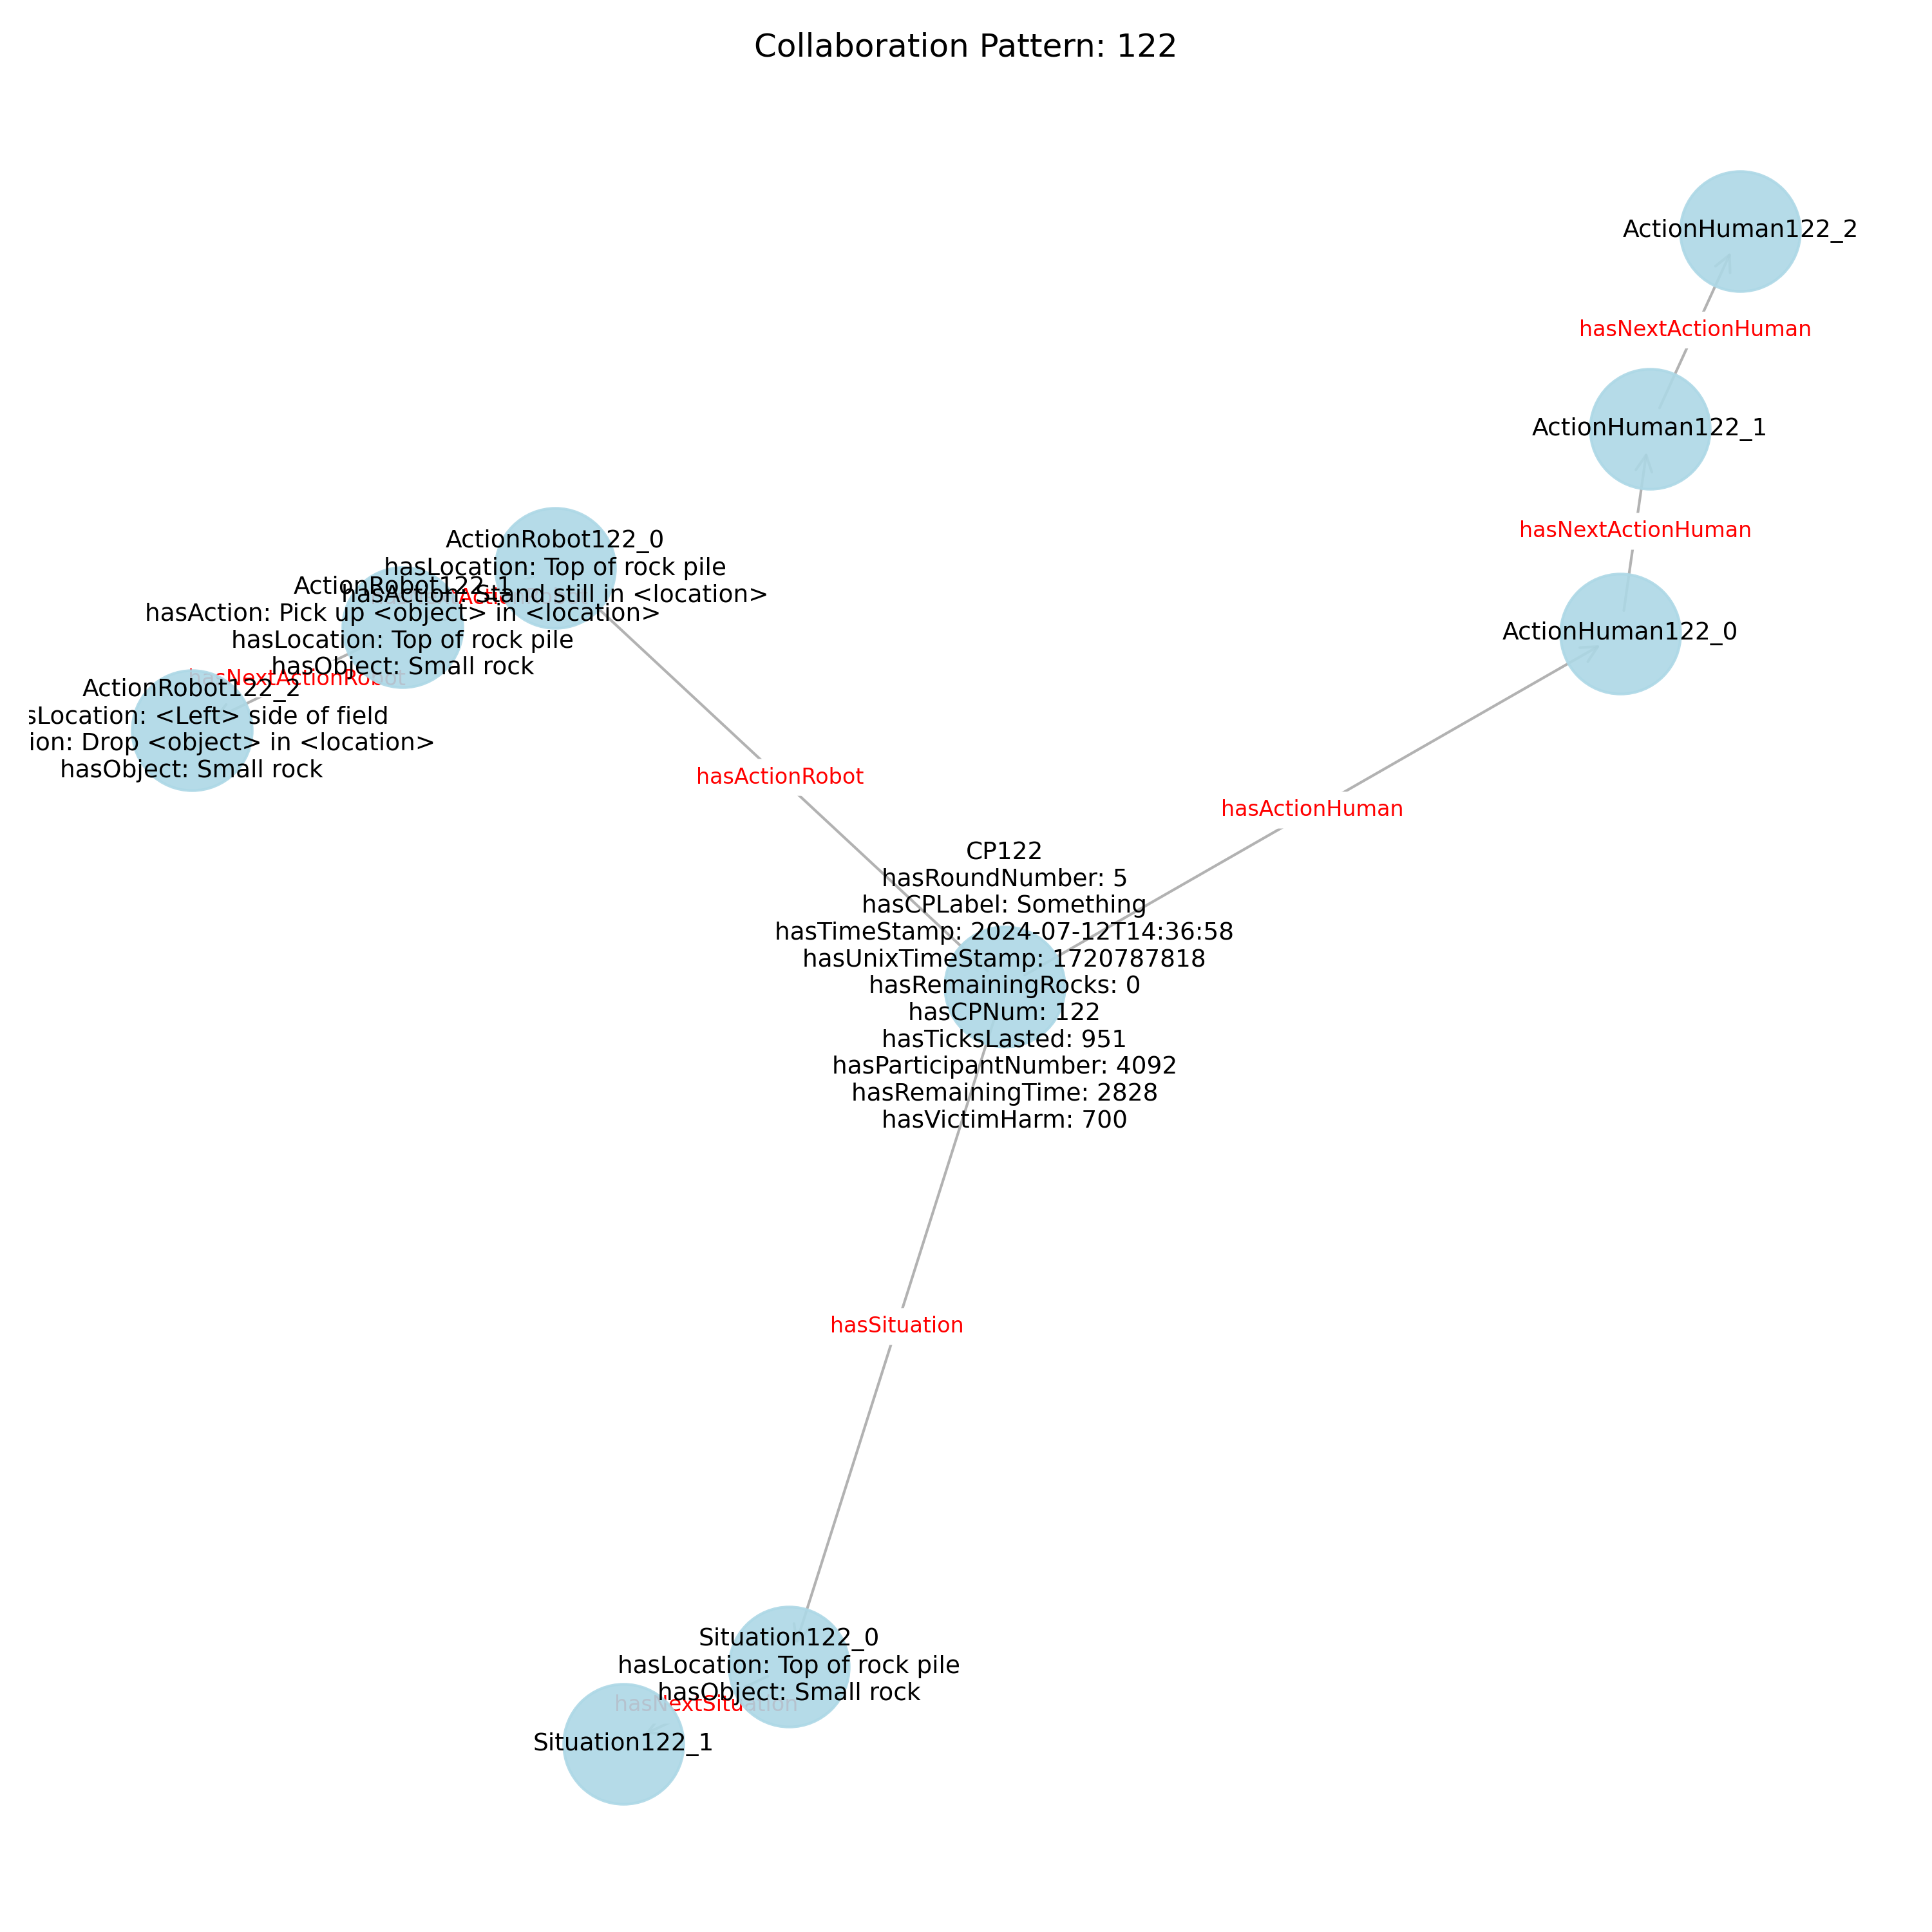 Collaboration Pattern: 122
ActionHuman122_2
hasNextActionHuman
ActionHuman122_1
hasNextActionHuman
ActionHuman122_0
ActionRobot122_0
hasLocation: Top of rock pile
hasAction: Stand still in <location>
ActionRobot122_1
hasAction: Pick up <object> in <location>
hasLocation: Top of rock pile
hasObject: Small rock
hasNextActionRobot
ActionRobot122_2
sLocation: <Left> side of field
ion: Drop <object> in <location>
hasObject: Small rock
hasActionRobot
hasActionHuman
CP122
hasRoundNumber: 5
hasCPLabel: Something
hasTimeStamp: 2024-07-12T14:36:58
hasUnixTimeStamp: 1720787818
hasRemainingRocks: 0
hasCPNum: 122
hasTicksLasted: 951
hasParticipantNumber: 4092
hasRemainingTime: 2828
hasVictimHarm: 700
hasSituation
Situation122_0
hasLocation: Top of rock pile
hasObject: Small rock
hasNextSituation
Situation122_1